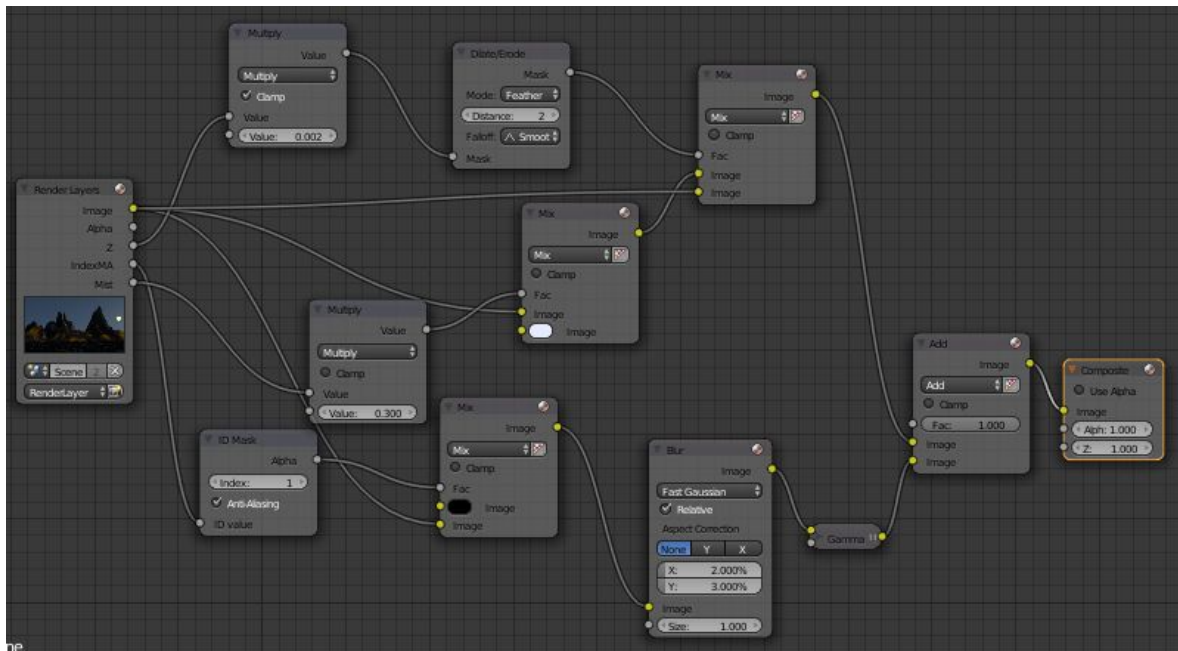 Multiply
Value
Multiply
Clamp
Value
Value: 0.002
Dilate/Erode
Mask
Mode: Feather
Distance: 2
Falloff: Smoot
Mask
Mix
Image
Mix
Clamp
Fac
Image
Image
Render Layers
Image
Alpha
Z
IndexMA
Mist
Scene 2
RenderLayer
Mix
Image
Mix
Clamp
Fac
Image
Image
Multiply
Value
Multiply
Clamp
Value
Value: 0.300
ID Mask
Alpha
Index: 1
Anti-Aliasing
ID value
Mix
Image
Mix
Clamp
Fac
Image
Image
Blur
Image
Fast Gaussian
Relative
Aspect Correction
None Y X
X: 2.000%
Y: 3.000%
Image
Size: 1.000
Gamma
Add
Image
Add
Clamp
Fac: 1.000
Image
Image
Composite
Use Alpha
Image
Alph: 1.000
Z: 1.000
ne